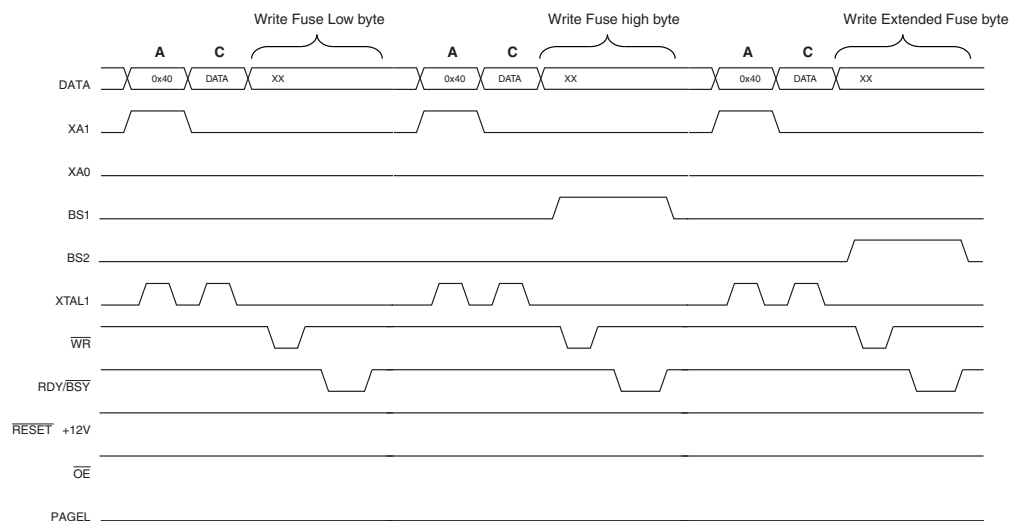 Write Fuse Low byte Write Fuse high byte Write Extended Fuse byte
A C A C A C
DATA 0x40 DATA XX 0x40 DATA XX 0x40 DATA XX
XA1
XA0
BS1
BS2
XTAL1
WR
RDY/BSY
RESET +12V
OE
PAGEL